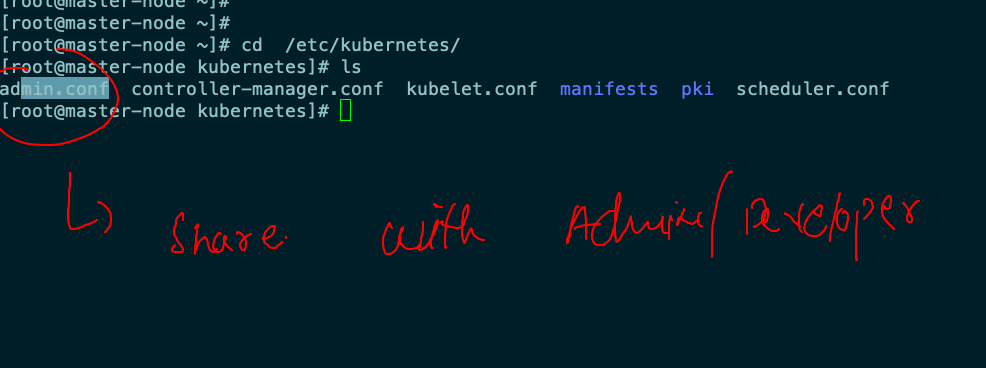 [root@master-node ~]#
[root@master-node ~]#
[root@master-node ~]# cd  /etc/kubernetes/
[root@master-node kubernetes]# ls
admin.conf  controller-manager.conf  kubelet.conf  manifests  pki  scheduler.conf
[root@master-node kubernetes]#
Share with Admin/Developer